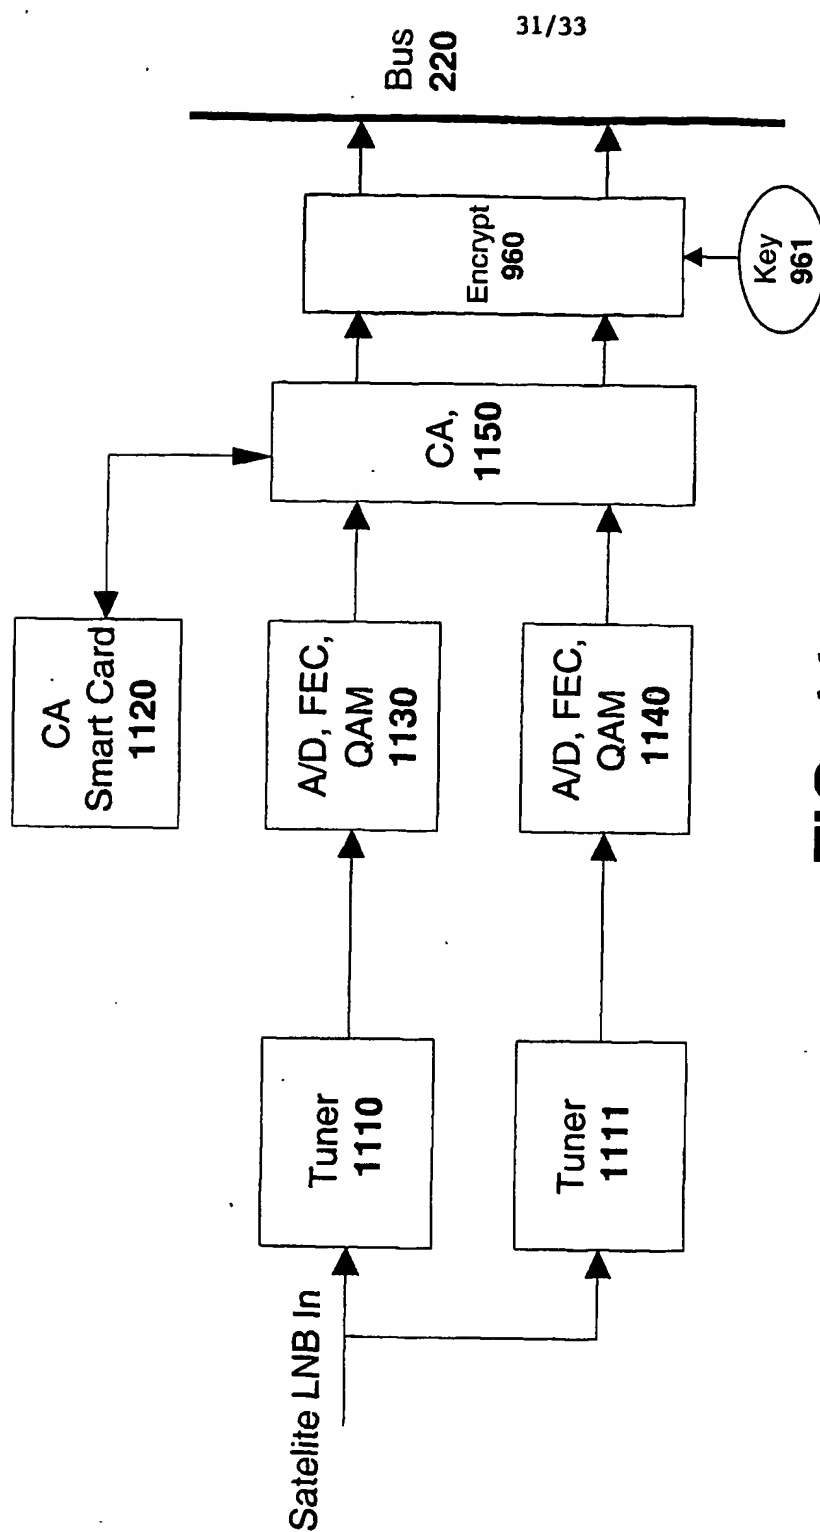 31/33
Satelite LNB In
Tuner
1110
Tuner
1111
A/D, FEC,
QAM
1130
A/D, FEC,
QAM
1140
CA
Smart Card
1120
CA,
1150
Encrypt
960
Key
961
Bus
220